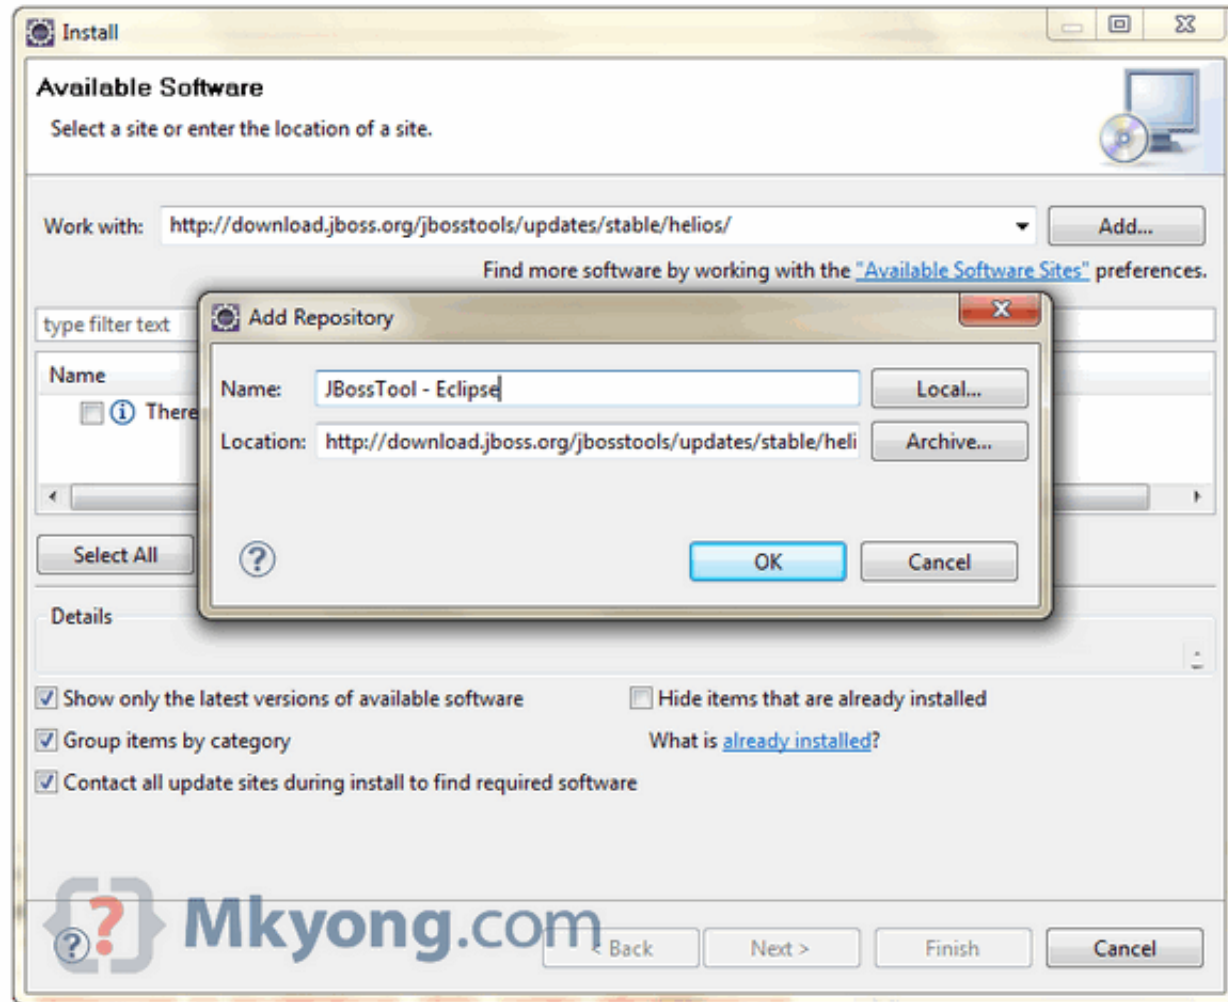 Install
Available Software
Select a site or enter the location of a site.
Work with: http://download.jboss.org/jbosstools/updates/stable/helios/ Add...
Find more software by working with the "Available Software Sites" preferences.
type filter text
Add Repository
Name
Name: JBossTool - Eclipse Local...
There
Location: http://download.jboss.org/jbosstools/updates/stable/heli Archive...
Select All
OK Cancel
Details
Show only the latest versions of available software Hide items that are already installed
Group items by category What is already installed?
Contact all update sites during install to find required software
Mkyong.com
< Back Next > Finish Cancel